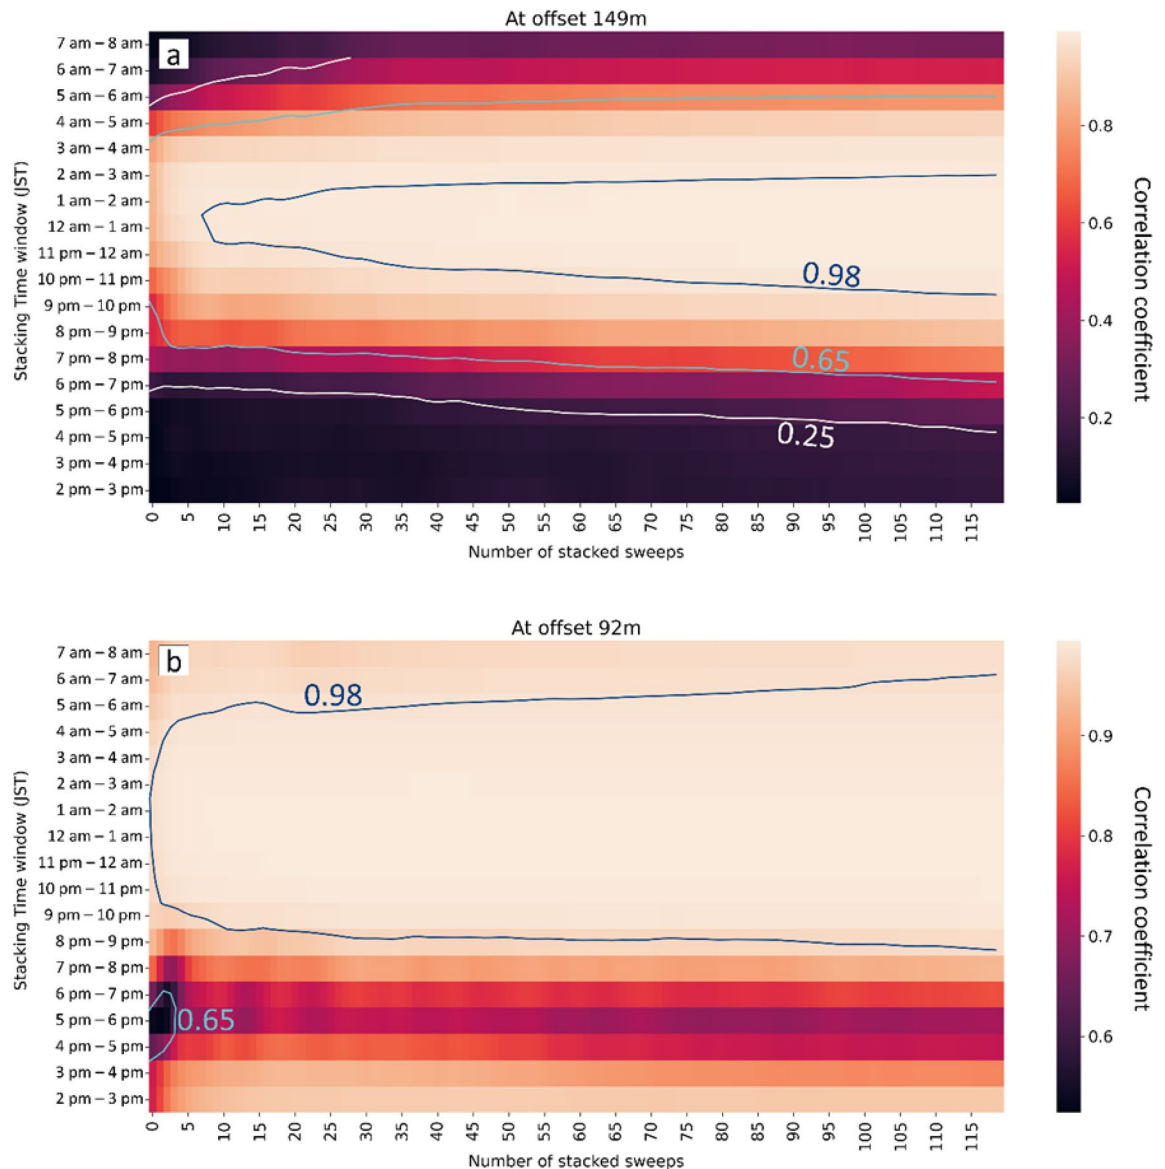 At offset 149m
a
7 am – 8 am
6 am – 7 am
5 am – 6 am
4 am – 5 am
3 am – 4 am
2 am – 3 am
1 am – 2 am
12 am – 1 am
11 pm – 12 am
10 pm – 11 pm
9 pm – 10 pm
8 pm – 9 pm
7 pm – 8 pm
6 pm – 7 pm
5 pm – 6 pm
4 pm – 5 pm
3 pm – 4 pm
2 pm – 3 pm
Stacking Time window (JST)
0.98
0.65
0.25
0 5 10 15 20 25 30 35 40 45 50 55 60 65 70 75 80 85 90 95 100 105 110 115
Number of stacked sweeps
0.8
0.6
0.4
0.2
Correlation coefficient
At offset 92m
b
7 am – 8 am
6 am – 7 am
5 am – 6 am
4 am – 5 am
3 am – 4 am
2 am – 3 am
1 am – 2 am
12 am – 1 am
11 pm – 12 am
10 pm – 11 pm
9 pm – 10 pm
8 pm – 9 pm
7 pm – 8 pm
6 pm – 7 pm
5 pm – 6 pm
4 pm – 5 pm
3 pm – 4 pm
2 pm – 3 pm
Stecking Time window (JST)
0.98
0.65
0 5 10 15 20 25 30 35 40 45 50 55 60 65 70 75 80 85 90 95 100 105 110 115
Number of stacked sweeps
0.9
0.8
0.7
0.6
Correlation coefficient